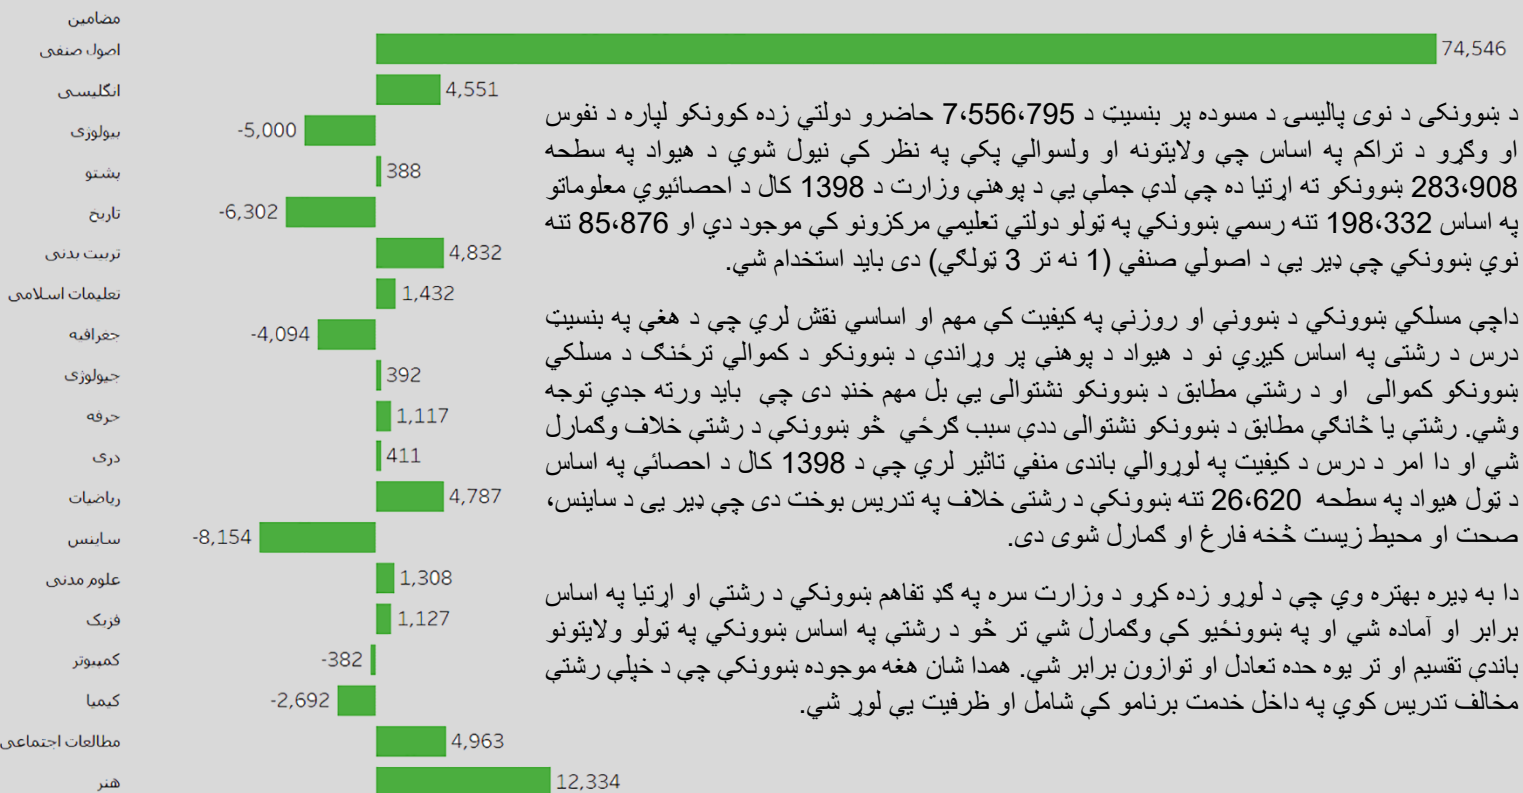 مضامین
اصول صنفی 74,546
انگلیسی 4,551
بیولوژی -5,000
پشتو 388
تاریخ -6,302
تربیت بدنی 4,832
تعلیمات اسلامی 1,432
جغرافیه -4,094
جیولوژی 392
حرفه 1,117
دری 411
ریاضیات 4,787
ساینس -8,154
علوم مدنی 1,308
فزیک 1,127
کمپیوتر -382
کیمیا -2,692
مطالعات اجتماعی 4,963
هنر 12,334
د ښوونکی د نوی پالیسۍ د مسوده پر بنسیټ د 7،556،795 حاضرو دولتي زده کوونکو لپاره د نفوس
او وګړو د تراکم په اساس چې ولایتونه او ولسوالي پکې په نظر کې نیول شوي د هیواد په سطحه
283،908 ښوونکو ته اړتیا ده چې لدې جملې یې د پوهنې وزارت د 1398 کال د احصائیوي معلوماتو
په اساس 198،332 تنه رسمي ښوونکي په ټولو دولتي تعلیمي مرکزونو کې موجود دي او 85،876 تنه
نوي ښوونکي چې ډیر یې د اصولي صنفي (1 نه تر 3 ټولګي) دی باید استخدام شي.
داچې مسلکي ښوونکي د ښوونې او روزنې په کیفیت کې مهم او اساسي نقش لري چې د هغې په بنسیټ
درس د رشتې په اساس کیږي نو د هیواد د پوهنې پر وړاندې د ښوونکو د کموالي ترڅنګ د مسلکي
ښوونکو کموالی او د رشتې مطابق د ښوونکو نشتوالی یې بل مهم خنډ دی چې باید ورته جدي توجه
وشي. رشتې یا څانګې مطابق د ښوونکو نشتوالی ددې سبب ګرځي څو ښوونکي د رشتې خلاف وګمارل
شي او دا امر د درس د کیفیت په لوړوالي باندی منفي تاثیر لري چې د 1398 کال د احصائې په اساس
د ټول هیواد په سطحه 26،620 تنه ښوونکې د رشتې خلاف په تدریس بوخت دی چې ډیر یې د ساینس،
صحت او محیط زیست څخه فارغ او ګمارل شوی دی.
دا به ډیره بهتره وي چې د لوړو زده کړو د وزارت سره په ګډ تفاهم ښوونکي د رشتې او اړتیا په اساس
برابر او آماده شي او په ښوونځیو کې وګمارل شي تر څو د رشتې په اساس ښوونکي په ټولو ولایتونو
باندې تقسیم او تر یوه حده تعادل او توازون برابر شي. همدا شان هغه موجوده ښوونکې چې د خپلې رشتې
مخالف تدریس کوي په داخل خدمت برنامو کې شامل او ظرفیت یې لوړ شي.